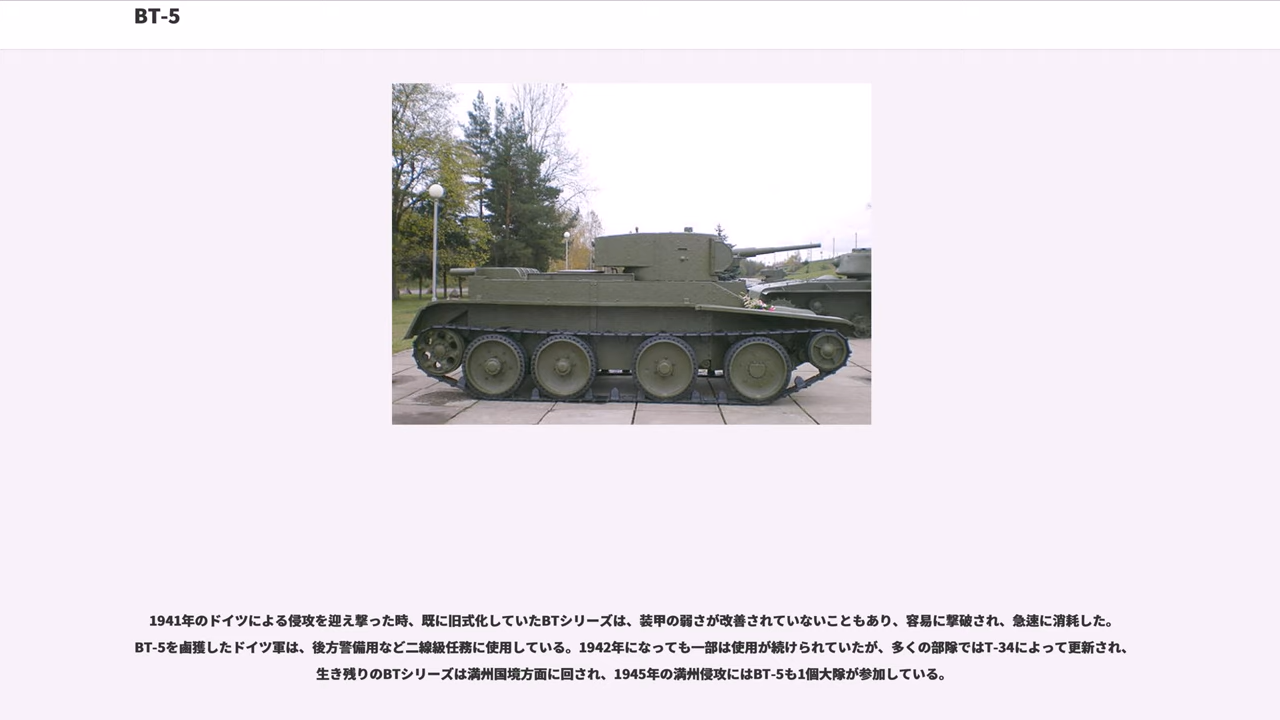 BT-5
1941年のドイツによる侵攻を迎え撃った時、既に旧式化していたBTシリーズは、装甲の弱さが改善されていないこともあり、容易に撃破され、急速に消耗した。
BT-5を鹵獲したドイツ軍は、後方警備用など二線級任務に使用している。1942年になっても一部は使用が続けられていたが、多くの部隊ではT-34によって更新され、
生き残りのBTシリーズは満州国境方面に回され、1945年の満州侵攻にはBT-5も1個大隊が参加している。